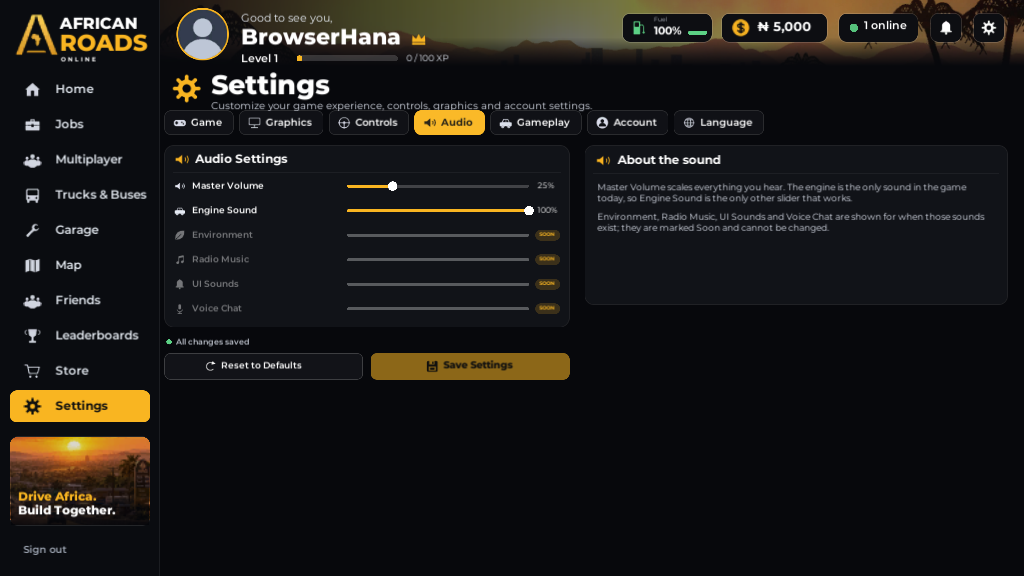 AFRICAN
ROADS
ONLINE
Home
Jobs
Multiplayer
Trucks & Buses
Garage
Map
Friends
Leaderboards
Store
Settings
Drive Africa.
Build Together.
Sign out
Good to see you,
BrowserHana
Level 1
0 / 100 XP
Fuel
100%
₦ 5,000
1 online
Settings
Customize your game experience, controls, graphics and account settings.
Game
Graphics
Controls
Audio
Gameplay
Account
Language
Audio Settings
Master Volume
25%
Engine Sound
100%
Environment
SOON
Radio Music
SOON
UI Sounds
SOON
Voice Chat
SOON
All changes saved
Reset to Defaults
Save Settings
About the sound
Master Volume scales everything you hear. The engine is the only sound in the game
today, so Engine Sound is the only other slider that works.
Environment, Radio Music, UI Sounds and Voice Chat are shown for when those sounds
exist; they are marked Soon and cannot be changed.